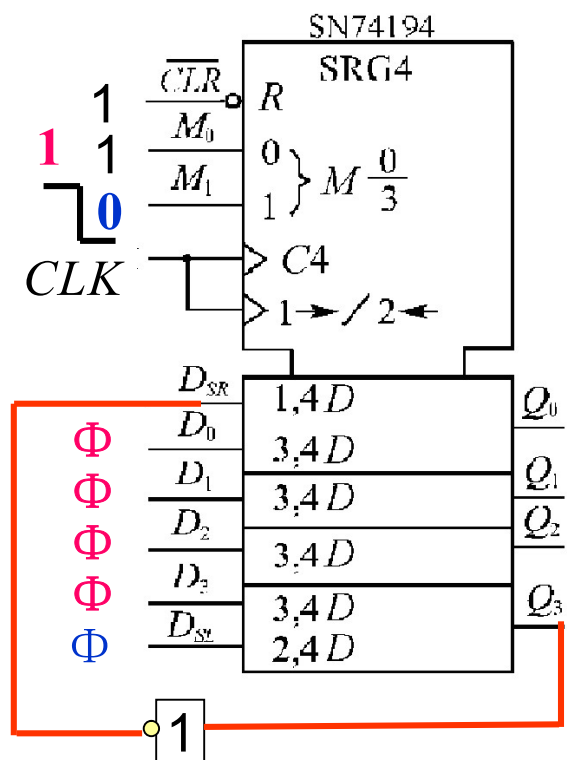 SN74194
SRG4
1 CLR R
1 1 M₀ 0 M 0/3
0 M₁ 1
CLK C4
1→/2←
D_SR 1,4D Q₀
Φ D₀ 3,4D
Φ D₁ 3,4D Q₁
Φ D₂ 3,4D Q₂
Φ D₃ 3,4D Q₃
Φ D_SL 2,4D
1